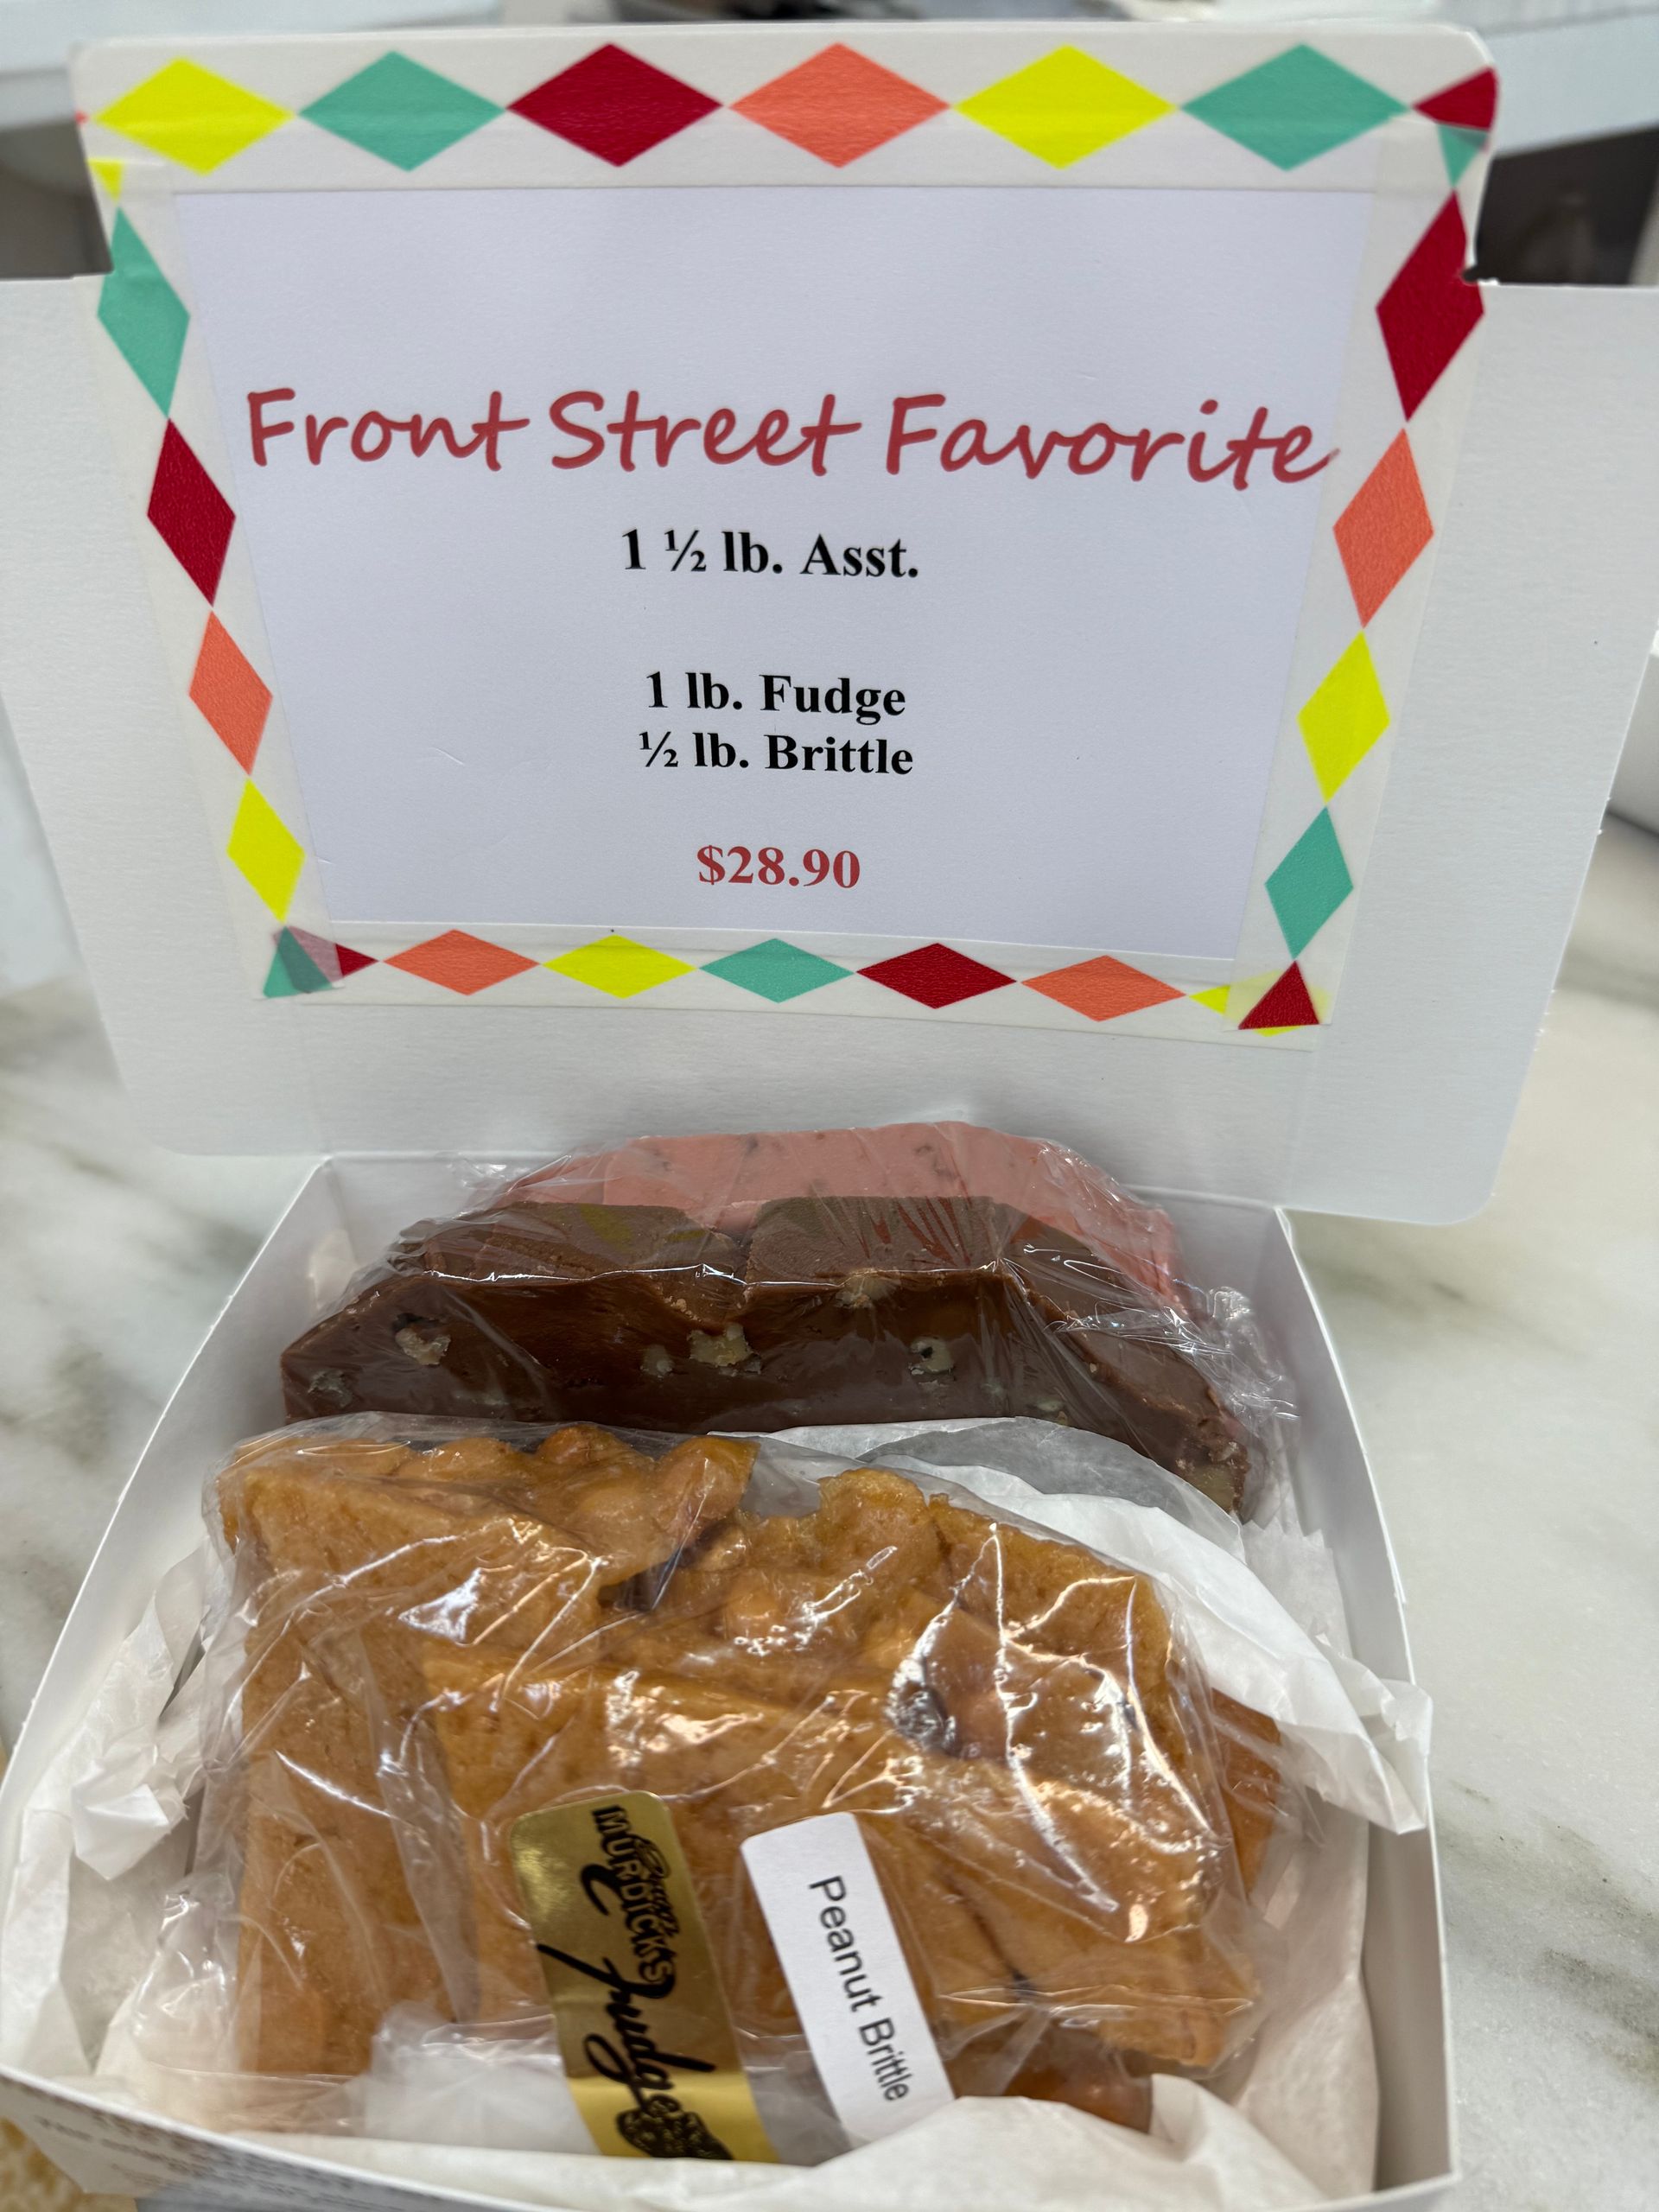 Front Street Favorite
1 ½ lb. Asst.
1 lb. Fudge
½ lb. Brittle
$28.90
MURDICK'S
Fudge
Peanut Brittle